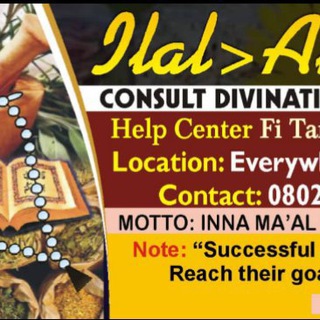 Ilal>A
CONSULT DIVINATI
Help Center Fi Ta
Location: Everyw
Contact: 0802
MOTTO: INNA MA'AL
Note: “Successful
Reach their goa